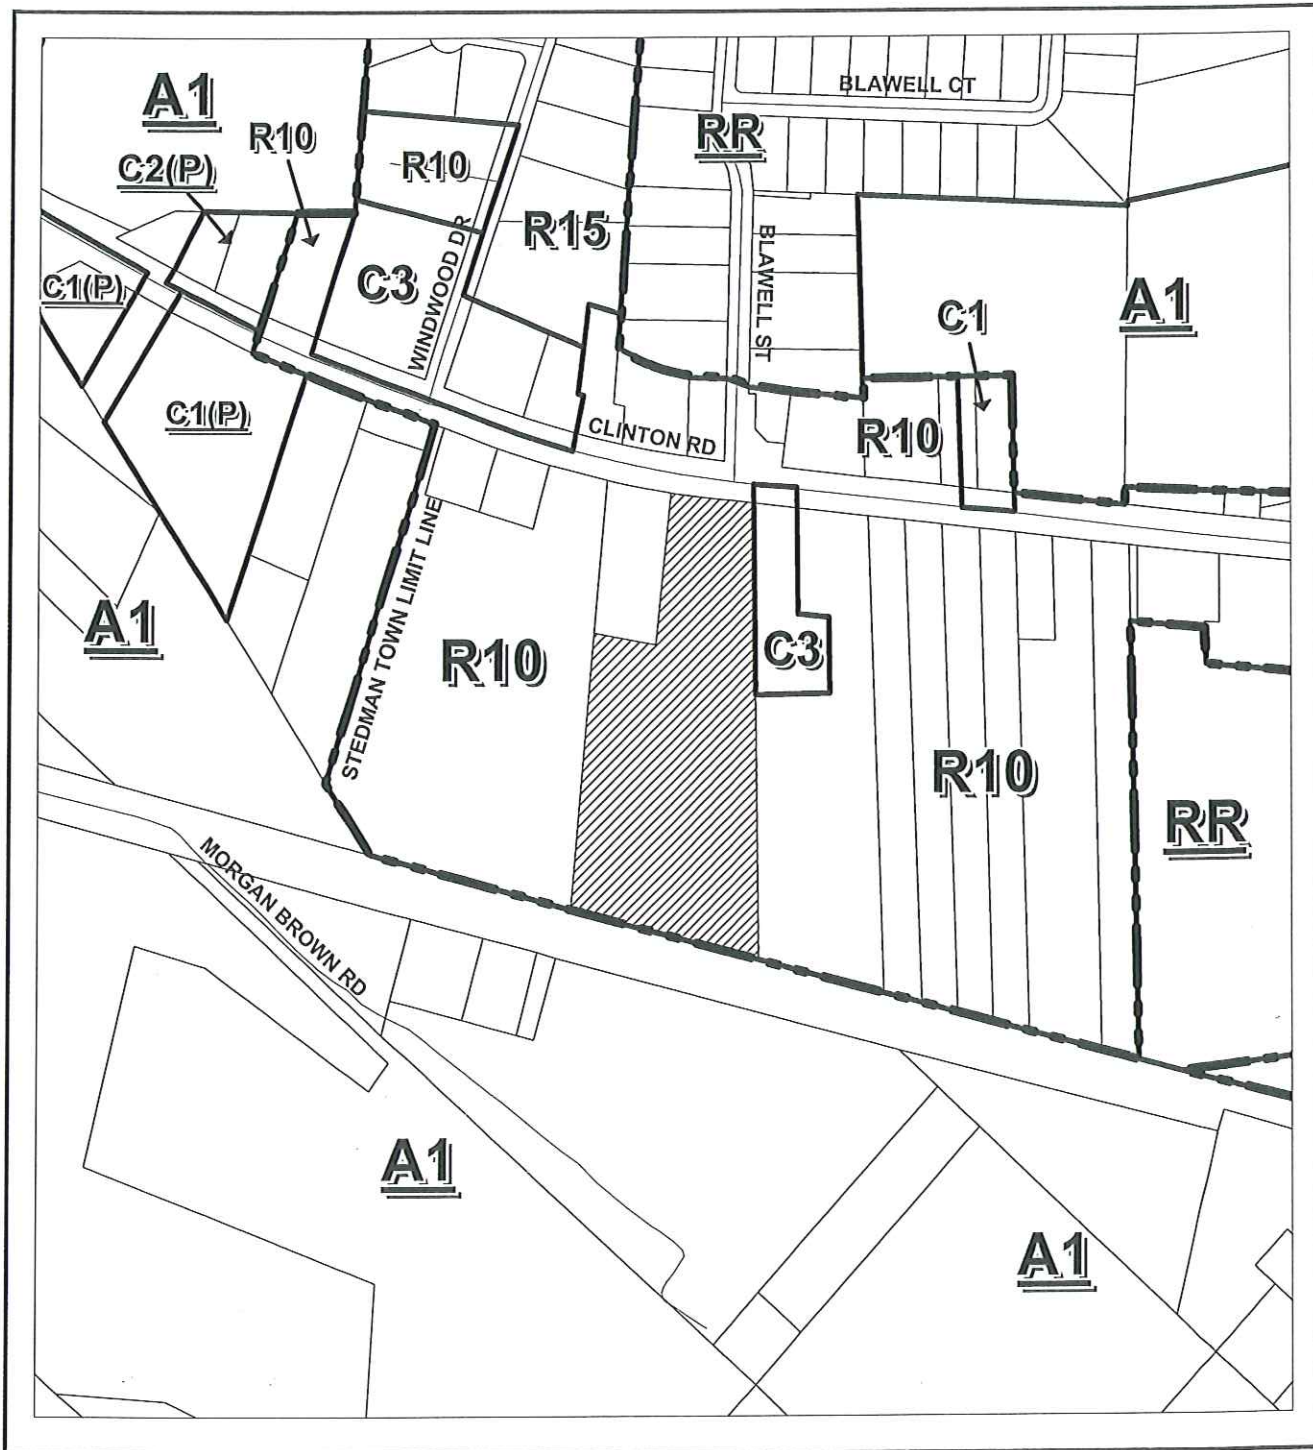 BLAWELL CT
A1
R10
RR
C2(P)
R10
R15
WINDWOOD DR
BLAWELL ST
C3
C1(P)
A1
C1
C1(P)
CLINTON RD
R10
STEDMAN TOWN LIMIT LINE
A1
R10
C3
R10
RR
MORGAN BROWN RD
A1
A1